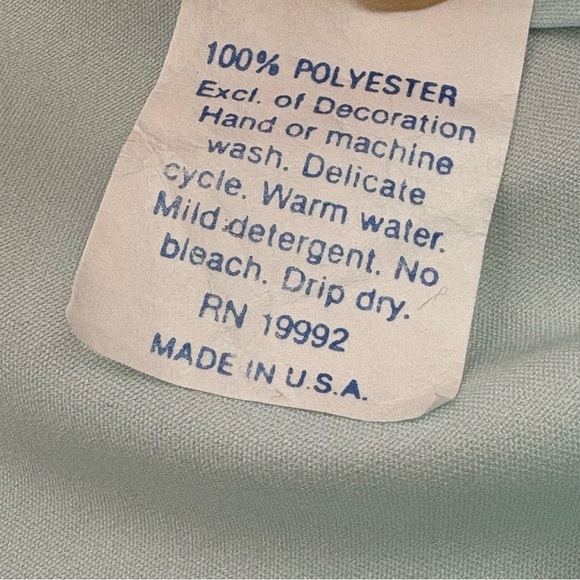 100% POLYESTER
Excl. of Decoration
Hand or machine
wash. Delicate
cycle. Warm water.
Mild detergent. No
bleach. Drip dry.
RN 19992
MADE IN U.S.A.